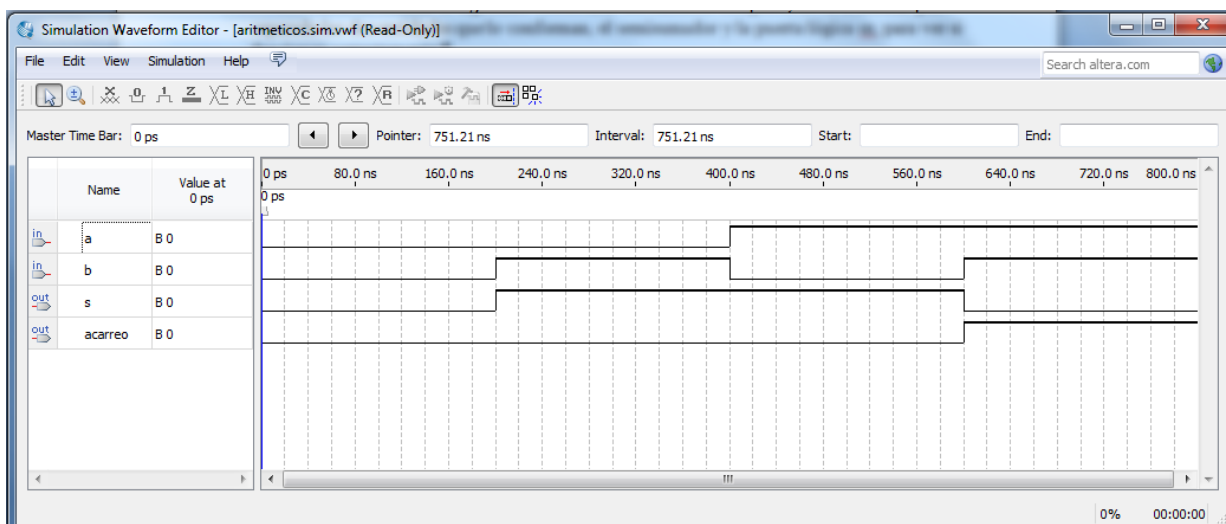 Simulation Waveform Editor - [aritmeticos.sim.vwf (Read-Only)]
File Edit View Simulation Help
Search altera.com
Master Time Bar: 0 ps Pointer: 751.21 ns Interval: 751.21 ns Start: End:
Name Value at 0 ps
0 ps 80.0 ns 160.0 ns 240.0 ns 320.0 ns 400.0 ns 480.0 ns 560.0 ns 640.0 ns 720.0 ns 800.0 ns
0 ps
in a B 0
in b B 0
out s B 0
out acarreo B 0
0% 00:00:00